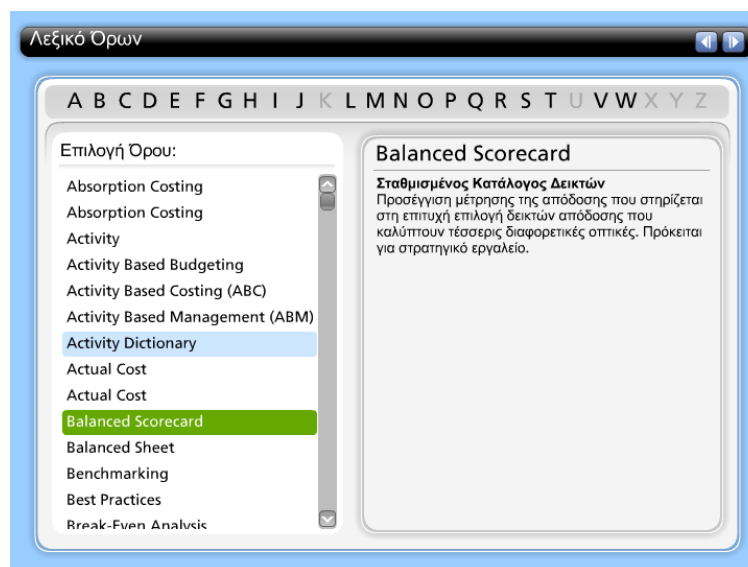 Λεξικό Όρων
A B C D E F G H I J K L M N O P Q R S T U V W X Y Z
Επιλογή Όρου:
Absorption Costing
Absorption Costing
Activity
Activity Based Budgeting
Activity Based Costing (ABC)
Activity Based Management (ABM)
Activity Dictionary
Actual Cost
Actual Cost
Balanced Scorecard
Balanced Sheet
Benchmarking
Best Practices
Break-Even Analysis
Balanced Scorecard
Σταθμισμένος Κατάλογος Δεικτών
Προσέγγιση μέτρησης της απόδοσης που στηρίζεται
στη επιτυχή επιλογή δεικτών απόδοσης που
καλύπτουν τέσσερις διαφορετικές οπτικές. Πρόκειται
για στρατηγικό εργαλείο.